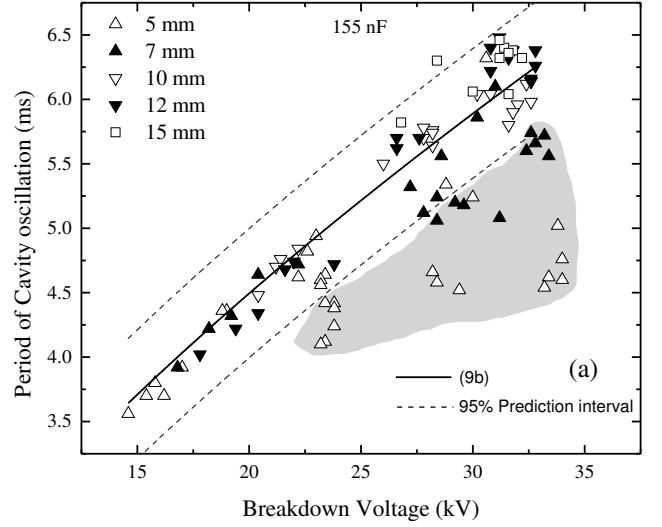 155 nF
5 mm
7 mm
10 mm
12 mm
15 mm
6.5
6.0
5.5
5.0
4.5
4.0
3.5
Period of Cavity oscillation (ms)
(a)
(9b)
95% Prediction interval
15 20 25 30 35
Breakdown Voltage (kV)